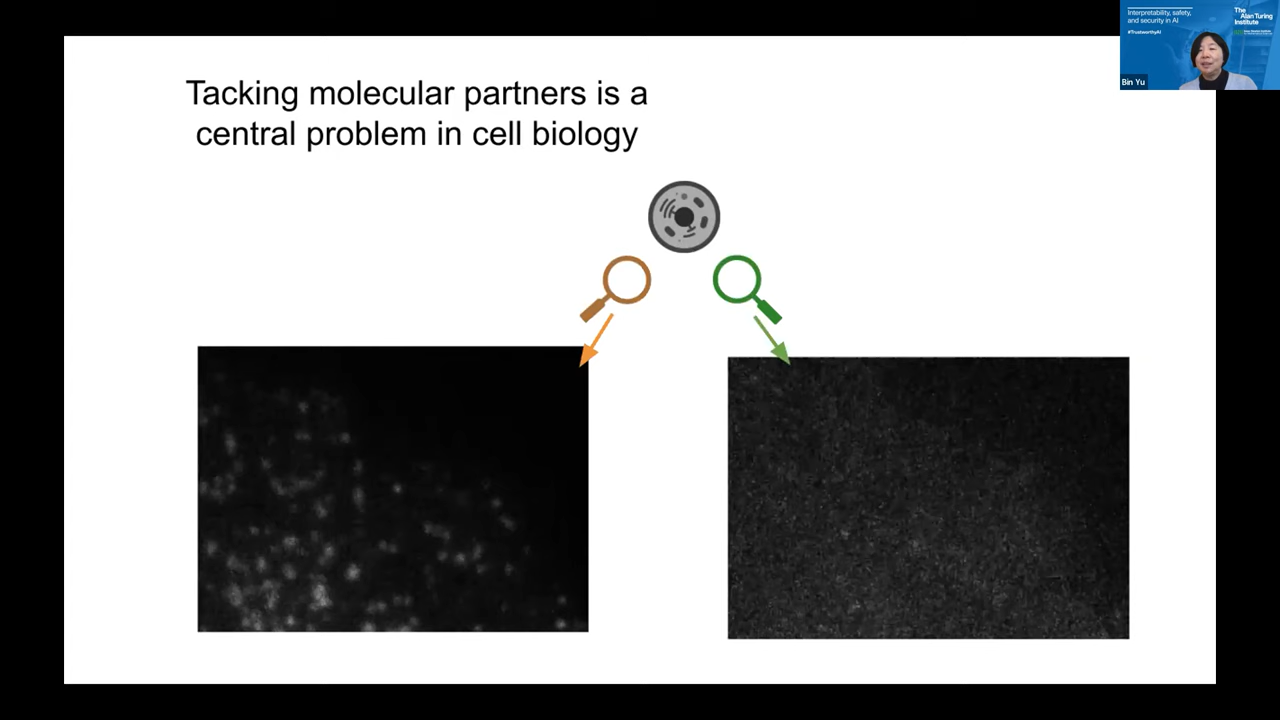 Interpretability, safety,
and security in AI
#TrustworthyAI
The
Alan Turing
Institute
Bin Yu
Tacking molecular partners is a
central problem in cell biology